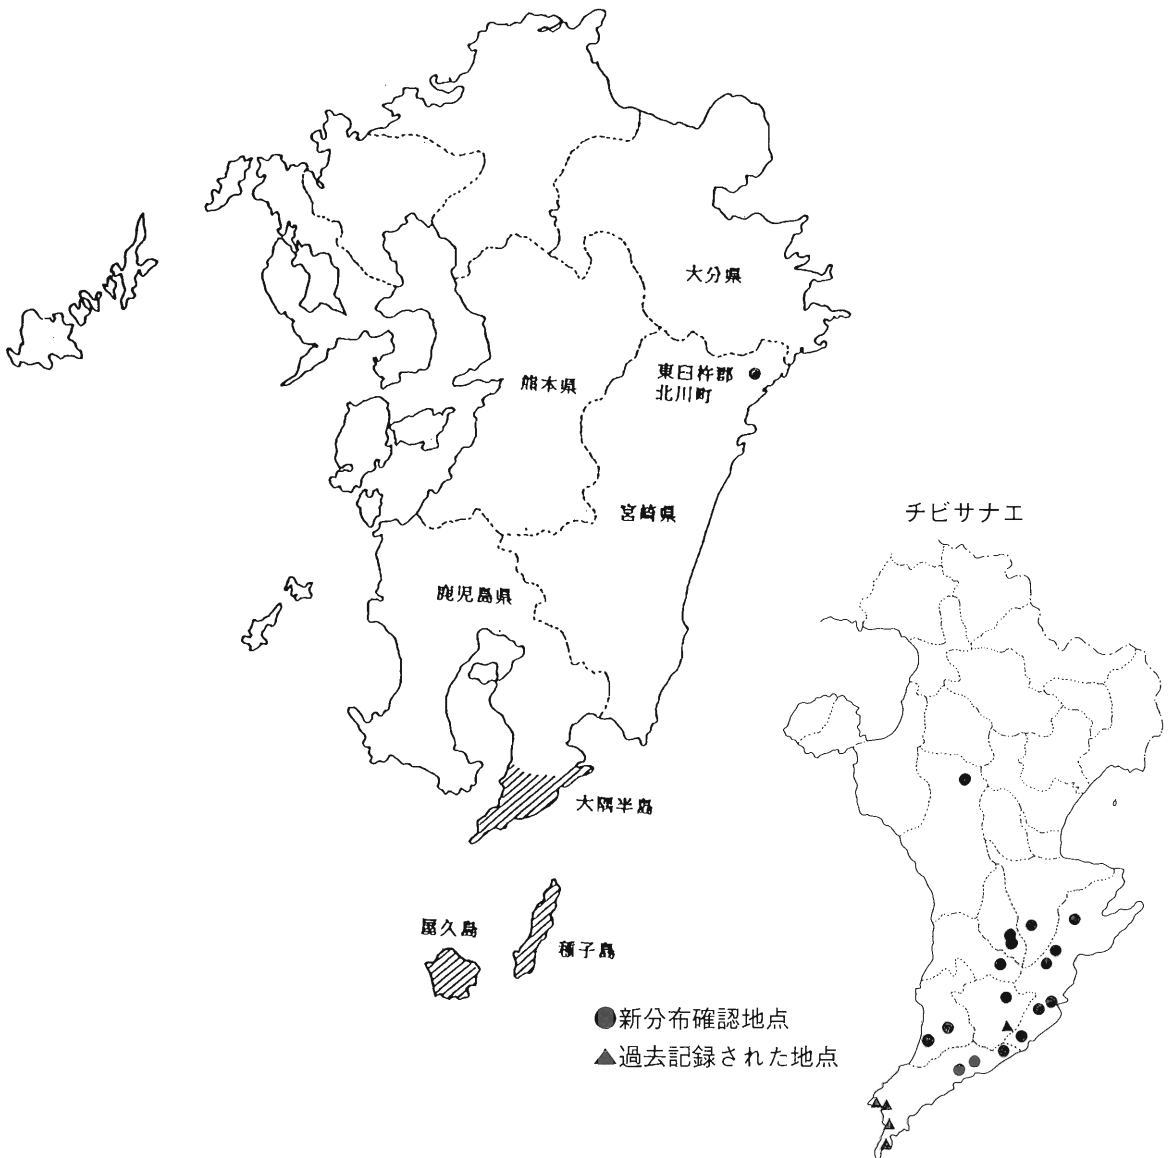 大分県
東臼杵郡
北川町
熊本県
宮崎県
チビサナエ
鹿児島県
大隅半島
屋久島
種子島
●新分布確認地点
▲過去記録された地点